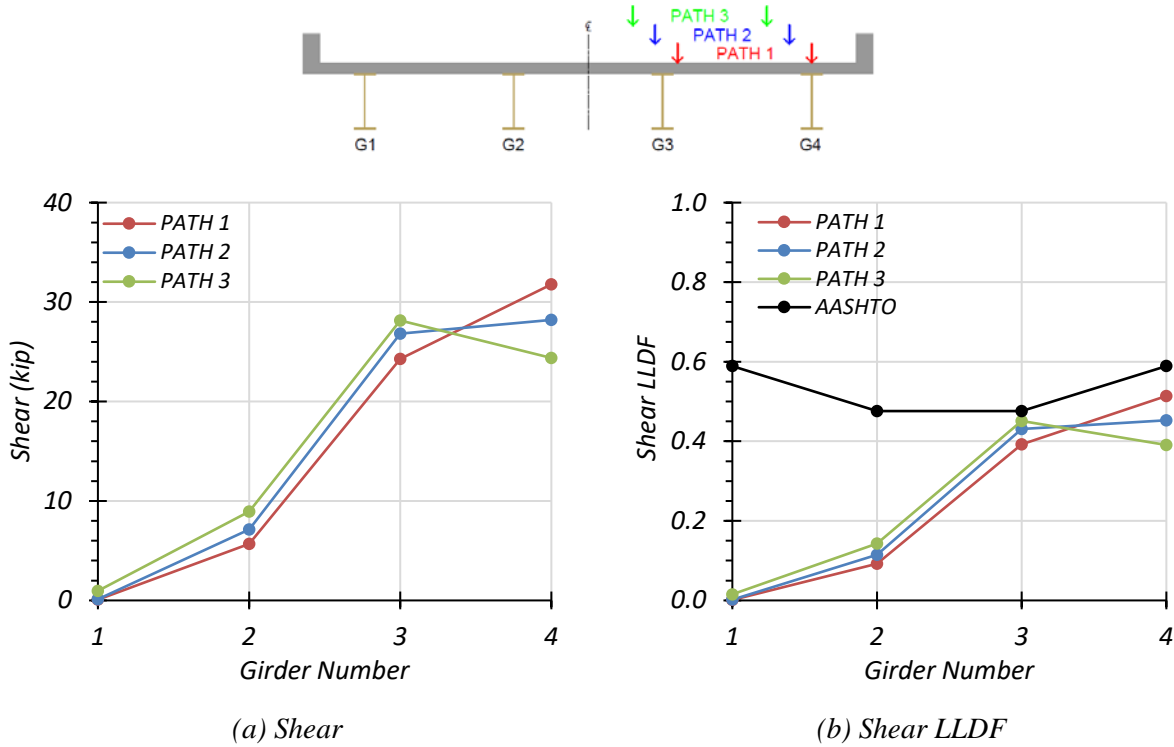 PATH 3
℄
PATH 2
PATH 1
G1 G2 G3 G4
40
30
20
10
0
Shear (kip)
PATH 1
PATH 2
PATH 3
1 2 3 4
Girder Number
(a) Shear
1.0
0.8
0.6
0.4
0.2
0.0
Shear LLDF
PATH 1
PATH 2
PATH 3
AASHTO
1 2 3 4
Girder Number
(b) Shear LLDF